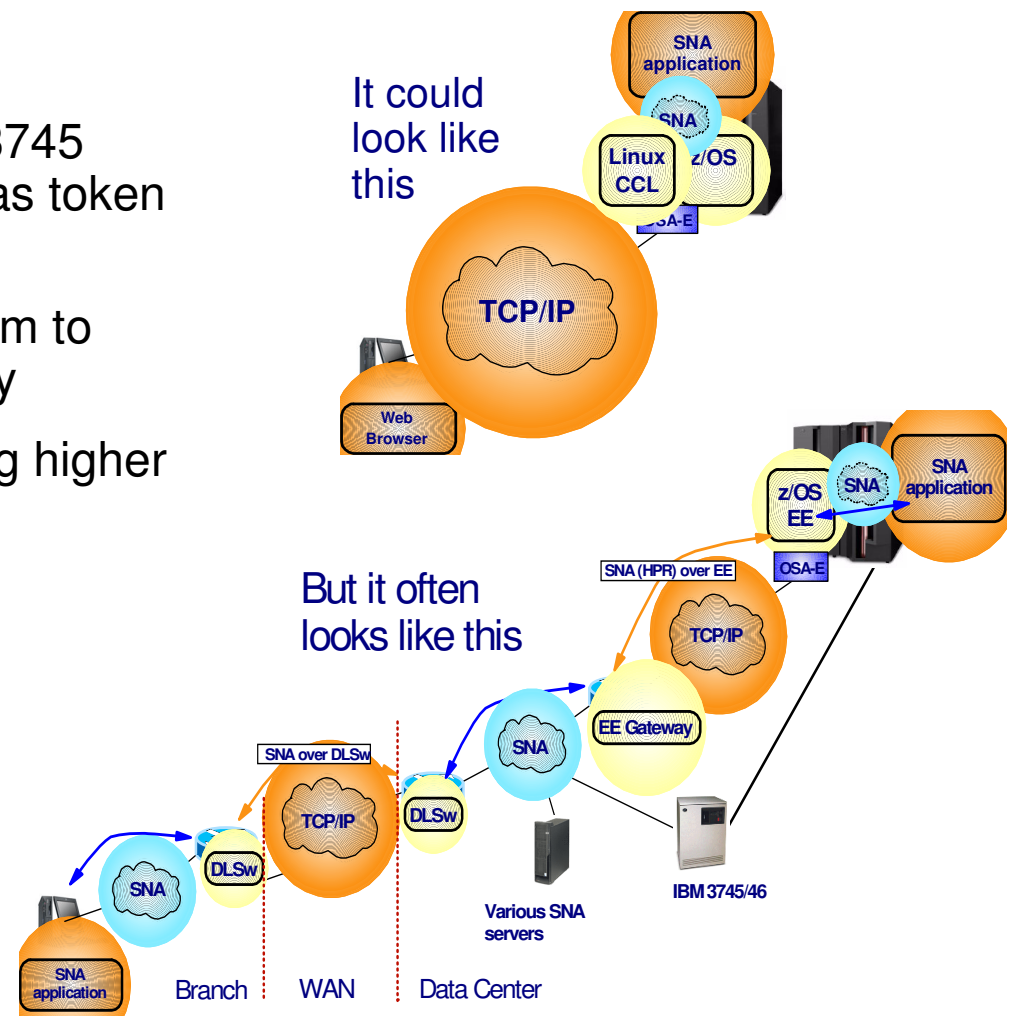 3745
as token
m to
y
g higher
It could
look like
this
SNA
application
SNA
Linux
CCL
z/OS
OSA-E
TCP/IP
Web
Browser
But it often
looks like this
SNA
application
SNA
z/OS
EE
OSA-E
SNA (HPR) over EE
TCP/IP
EE Gateway
SNA
SNA over DLSw
TCP/IP
DLSw
DLSw
SNA
IBM 3745/46
Various SNA
servers
SNA
application
Branch
WAN
Data Center